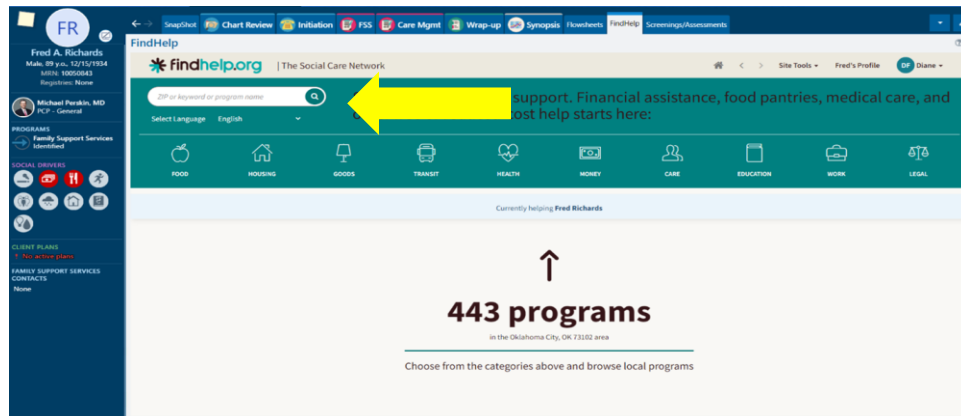 SnapShot Chart Review Initiation FSS Care Mgmt Wrap-up Synopsis Flowsheets FindHelp Screenings/Assessments
FR
Fred A. Richards
Male, 89 y.o., 12/15/1934
MRN: 10050843
Registries: None
Michael Perskin, MD
PCP - General
PROGRAMS
Family Support Services
Identified
SOCIAL DRIVERS
CLIENT PLANS
No active plans
FAMILY SUPPORT SERVICES
CONTACTS
None
FindHelp
findhelp.org | The Social Care Network
Site Tools Fred's Profile DF Diane
ZIP or keyword or program name
support. Financial assistance, food pantries, medical care, and
Select Language English
cost help starts here:
FOOD HOUSING GOODS TRANSIT HEALTH MONEY CARE EDUCATION WORK LEGAL
Currently helping Fred Richards
443 programs
in the Oklahoma City, OK 73102 area
Choose from the categories above and browse local programs